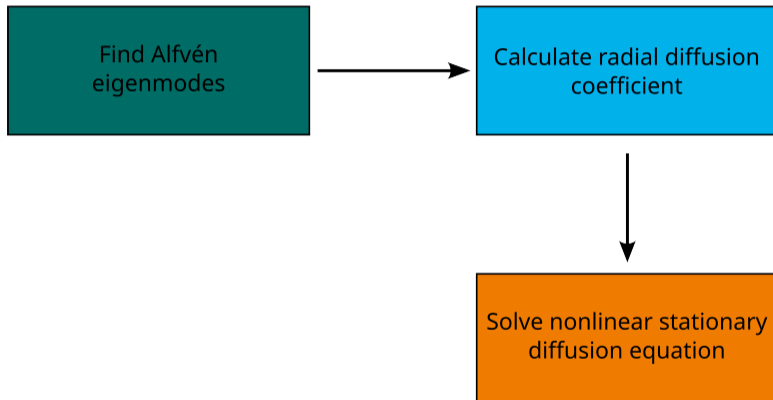 Find Alfvén
eigenmodes
Calculate radial diffusion
coefficient
Solve nonlinear stationary
diffusion equation